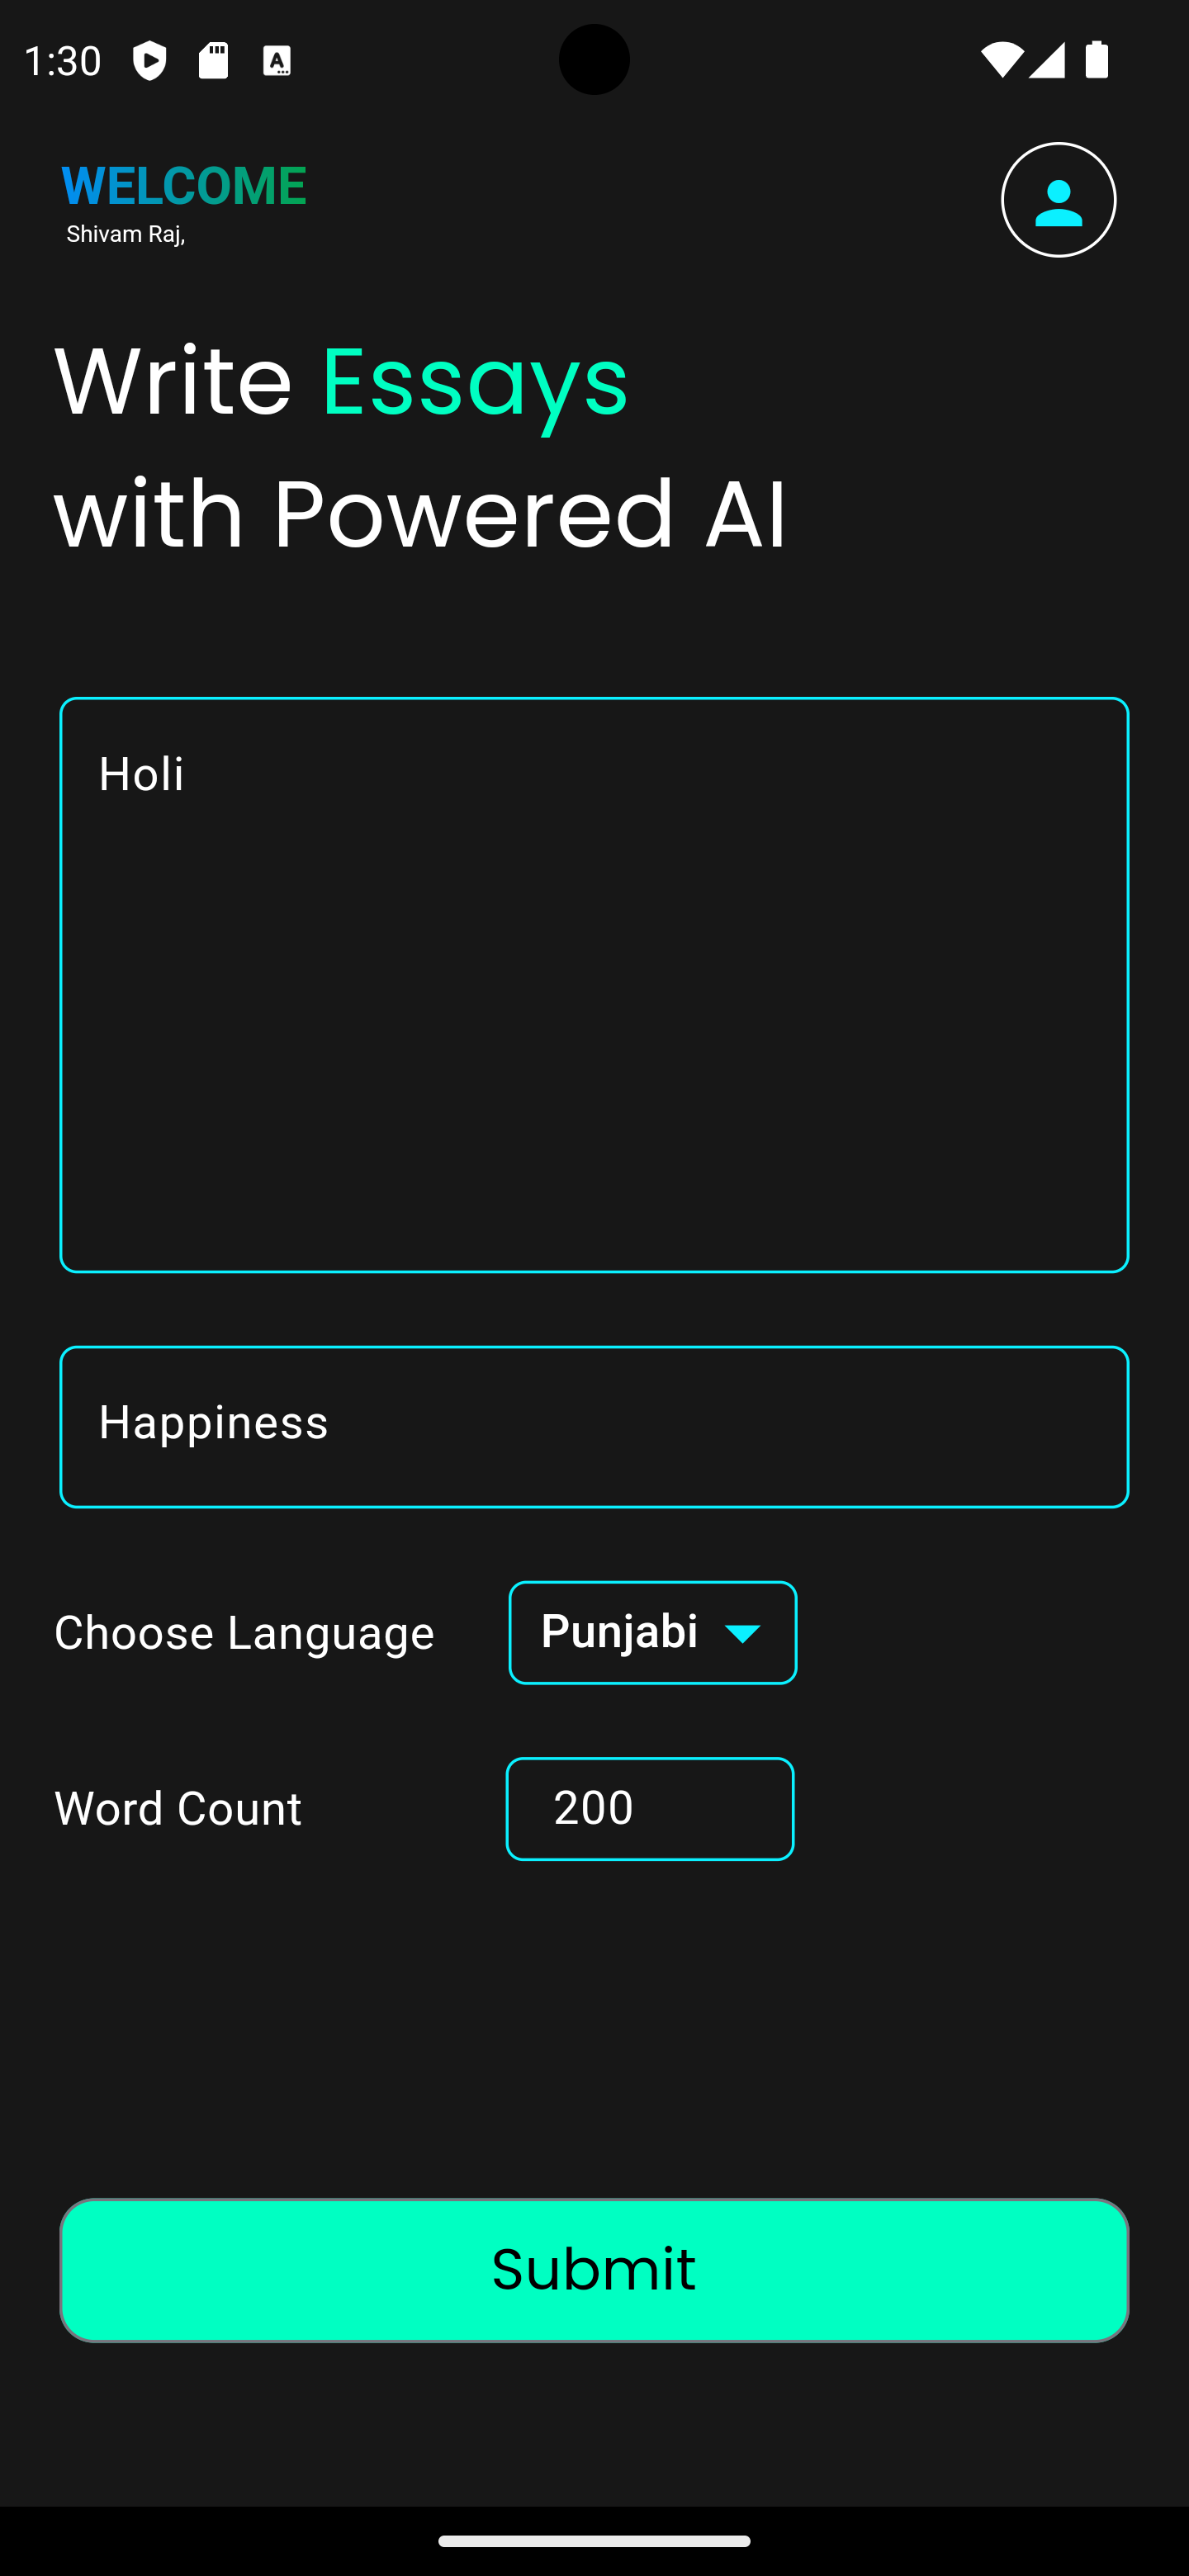 1:30
WELCOME
Shivam Raj,
Write Essays
with Powered AI
Holi
Happiness
Choose Language Punjabi
Word Count 200
Submit